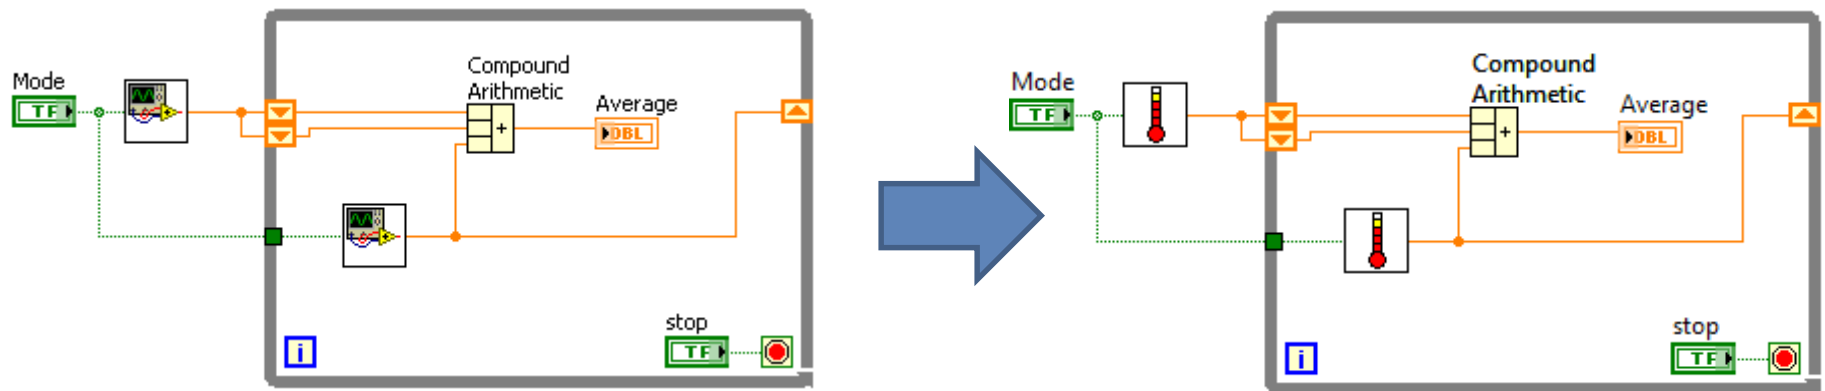 Mode
TF
Compound
Arithmetic
+
Average
DBL
i
stop
TF
Mode
TF
Compound
Arithmetic
+
Average
DBL
i
stop
TF